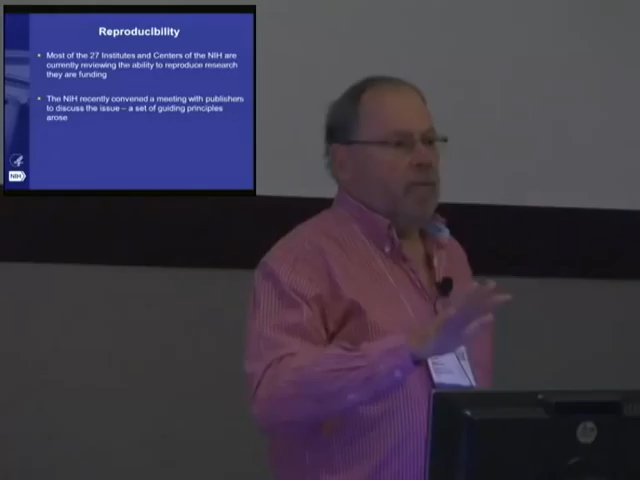 Reproducibility
• Most of the 27 Institutes and Centers of the NIH are
currently reviewing the ability to reproduce research
they are funding
• The NIH recently convened a meeting with publishers
to discuss the issue – a set of guiding principles
arose
NIH
hp